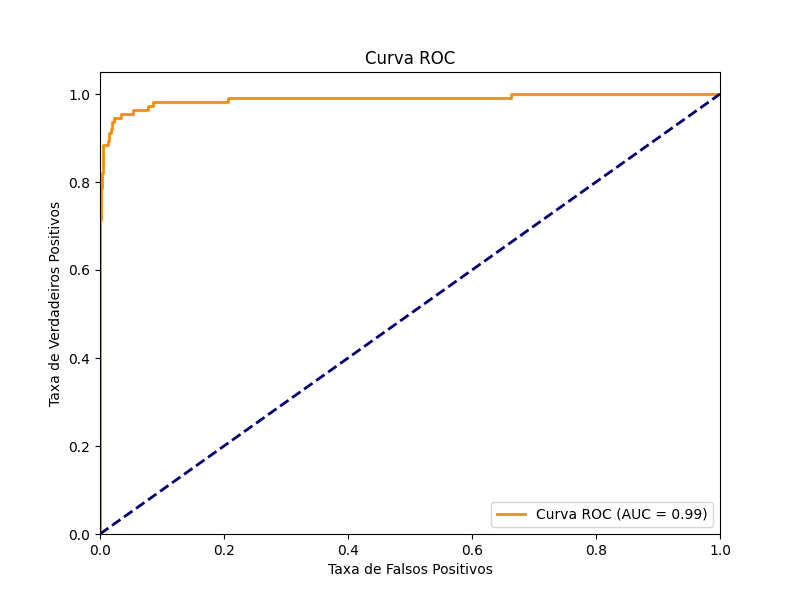 Curva ROC
Taxa de Verdadeiros Positivos
1.0
0.8
0.6
0.4
0.2
0.0
0.0 0.2 0.4 0.6 0.8 1.0
Taxa de Falsos Positivos
Curva ROC (AUC = 0.99)